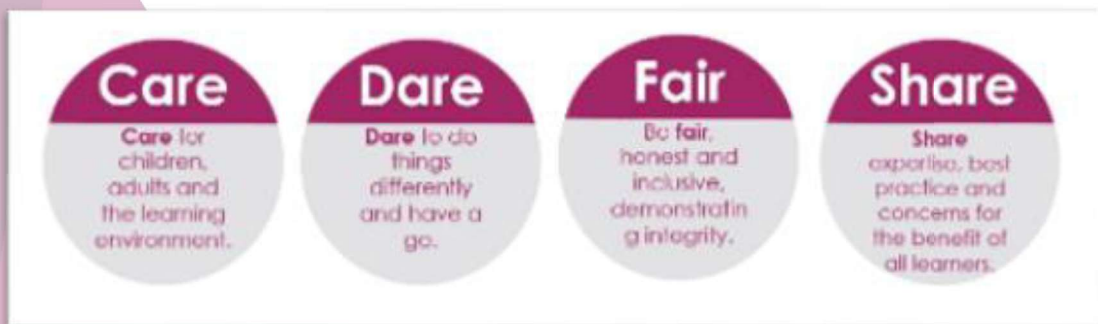 Care
Care for
children,
adults and
the learning
environment.
Dare
Dare to do
things
differently
and have a
go.
Fair
Be fair,
honest and
inclusive,
demonstratin
g integrity.
Share
Share
expertise, best
practice and
concerns for
the benefit of
all learners.